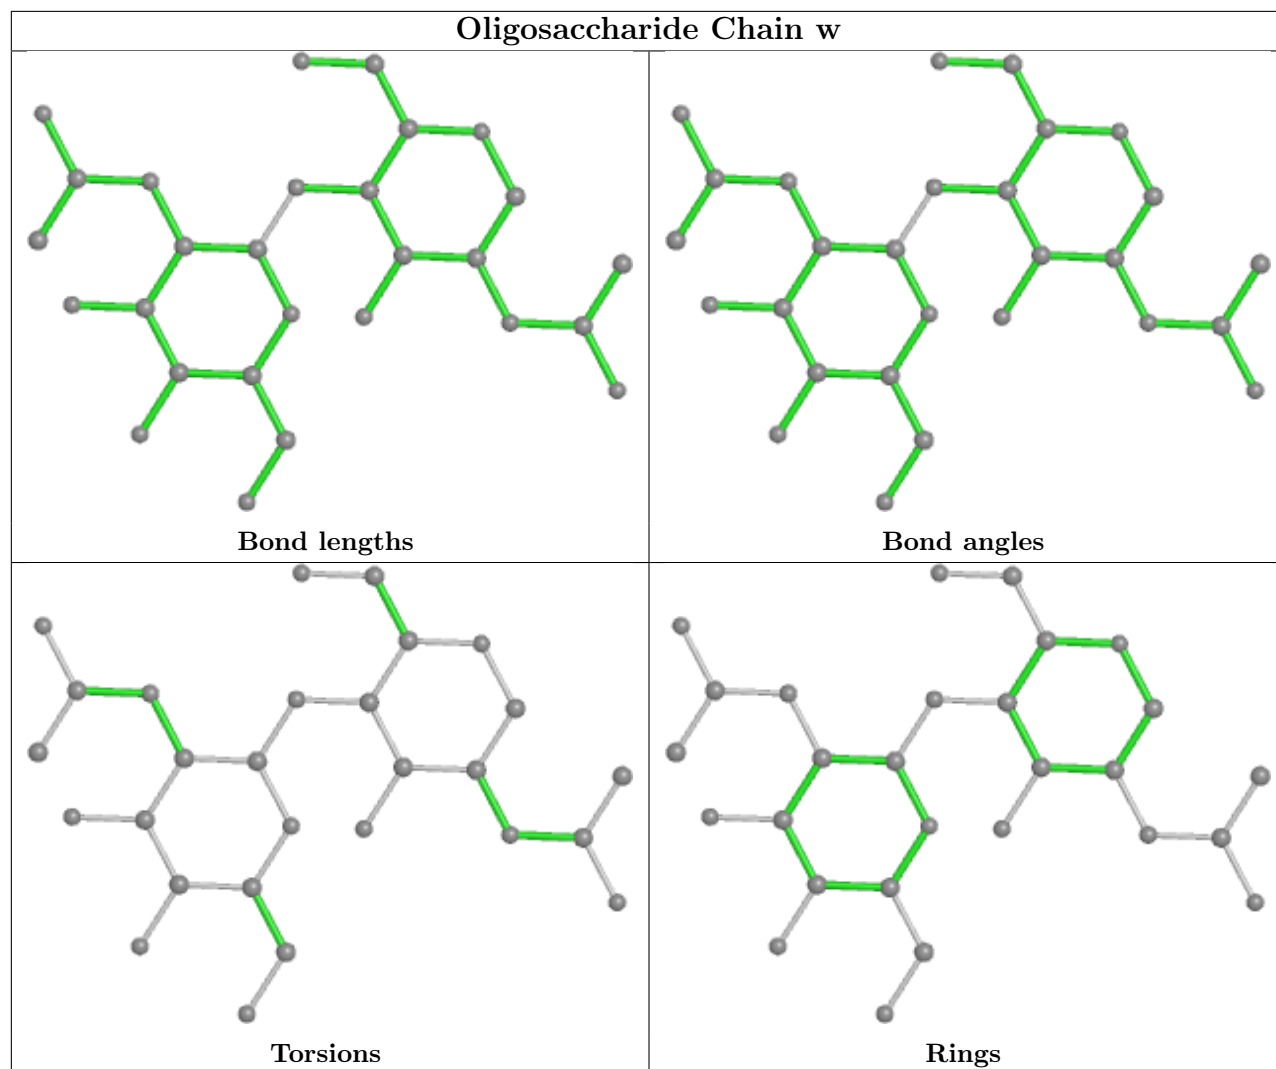 Oligosaccharide Chain w
Bond lengths
Bond angles
Torsions
Rings